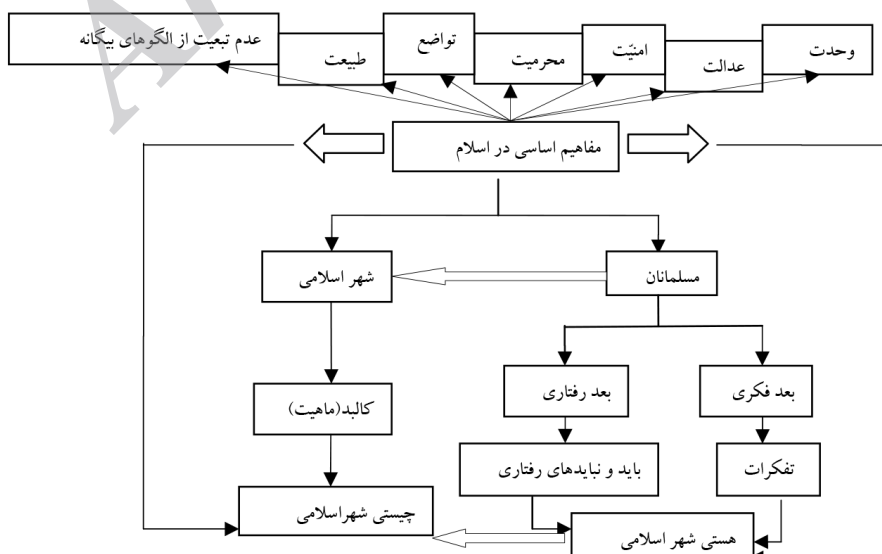 وحدت
عدالت
امنیّت
محرمیت
تواضع
طبیعت
عدم تبعیت از الگوهای بیگانه
مفاهیم اساسی در اسلام
مسلمانان
شهر اسلامی
بعد فکری
بعد رفتاری
کالبد(ماهیت)
تفکرات
باید و نبایدهای رفتاری
چیستی شهراسلامی
هستی شهر اسلامی